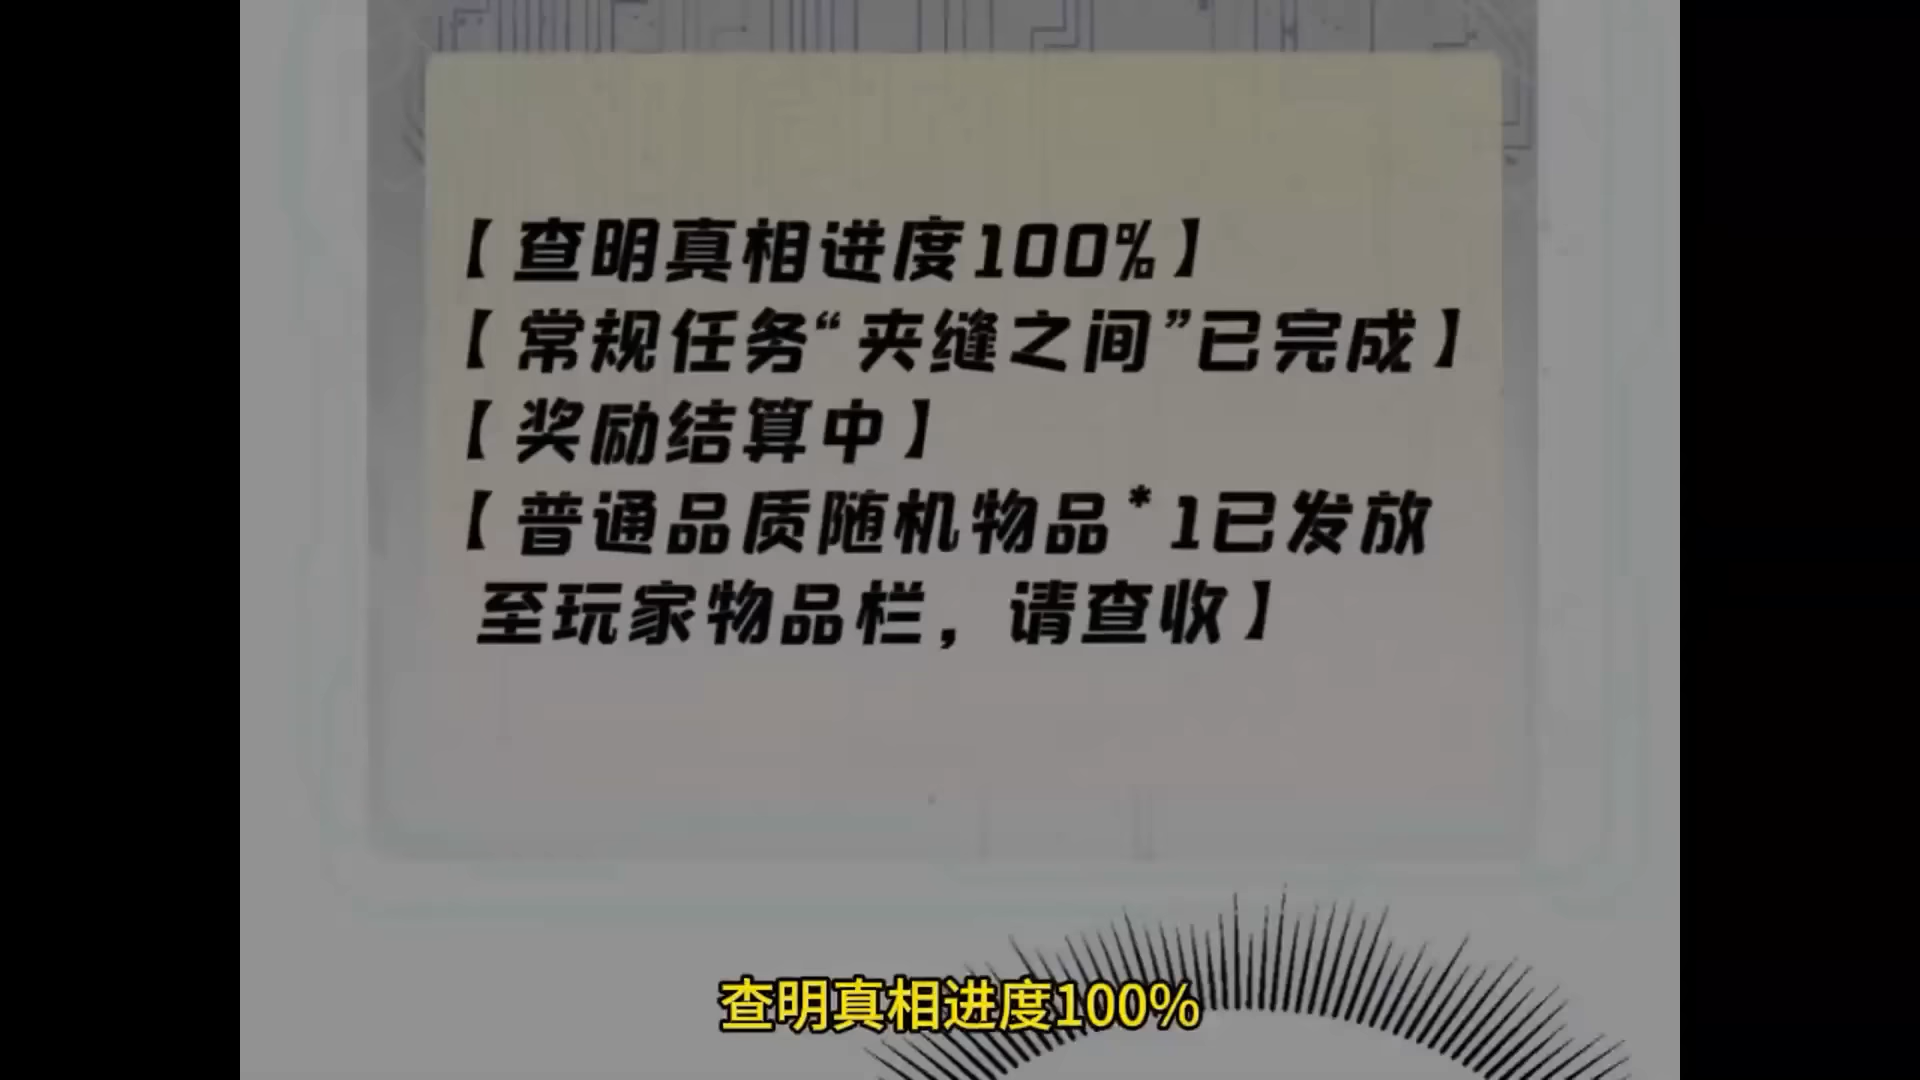 【查明真相进度100%】
【常规任务“夹缝之间”已完成】
【奖励结算中】
【普通品质随机物品*1已发放
至玩家物品栏，请查收】
查明真相进度100%